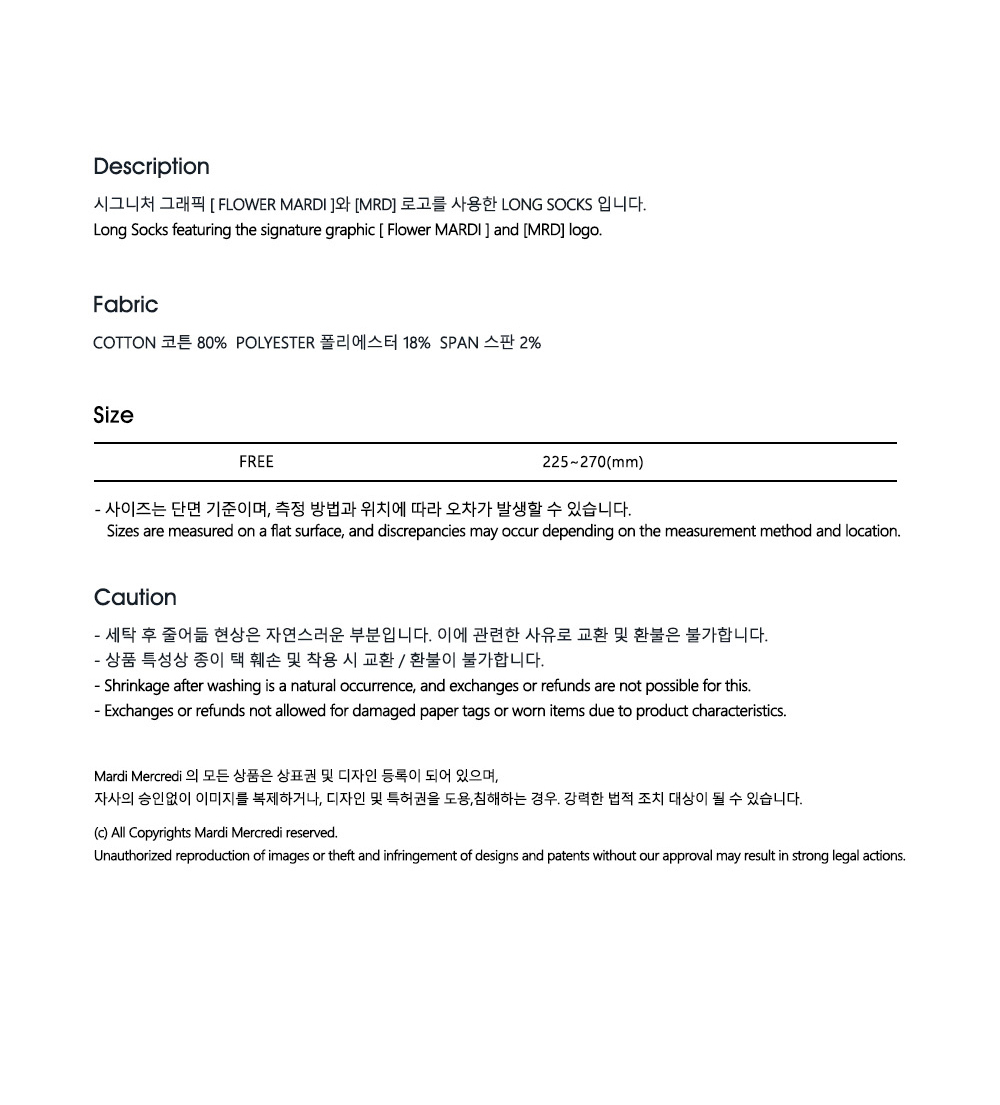 Description
시그니처 그래픽 [ FLOWER MARDI ]와 [MRD] 로고를 사용한 LONG SOCKS 입니다.
Long Socks featuring the signature graphic [ Flower MARDI ] and [MRD] logo.
Fabric
COTTON 코튼 80% POLYESTER 폴리에스터 18% SPAN 스판 2%
Size
FREE 225~270(mm)
- 사이즈는 단면 기준이며, 측정 방법과 위치에 따라 오차가 발생할 수 있습니다.
Sizes are measured on a flat surface, and discrepancies may occur depending on the measurement method and location.
Caution
- 세탁 후 줄어듦 현상은 자연스러운 부분입니다. 이에 관련한 사유로 교환 및 환불은 불가합니다.
- 상품 특성상 종이 택 훼손 및 착용 시 교환 / 환불이 불가합니다.
- Shrinkage after washing is a natural occurrence, and exchanges or refunds are not possible for this.
- Exchanges or refunds not allowed for damaged paper tags or worn items due to product characteristics.
Mardi Mercredi 의 모든 상품은 상표권 및 디자인 등록이 되어 있으며,
자사의 승인없이 이미지를 복제하거나, 디자인 및 특허권을 도용,침해하는 경우. 강력한 법적 조치 대상이 될 수 있습니다.
(c) All Copyrights Mardi Mercredi reserved.
Unauthorized reproduction of images or theft and infringement of designs and patents without our approval may result in strong legal actions.